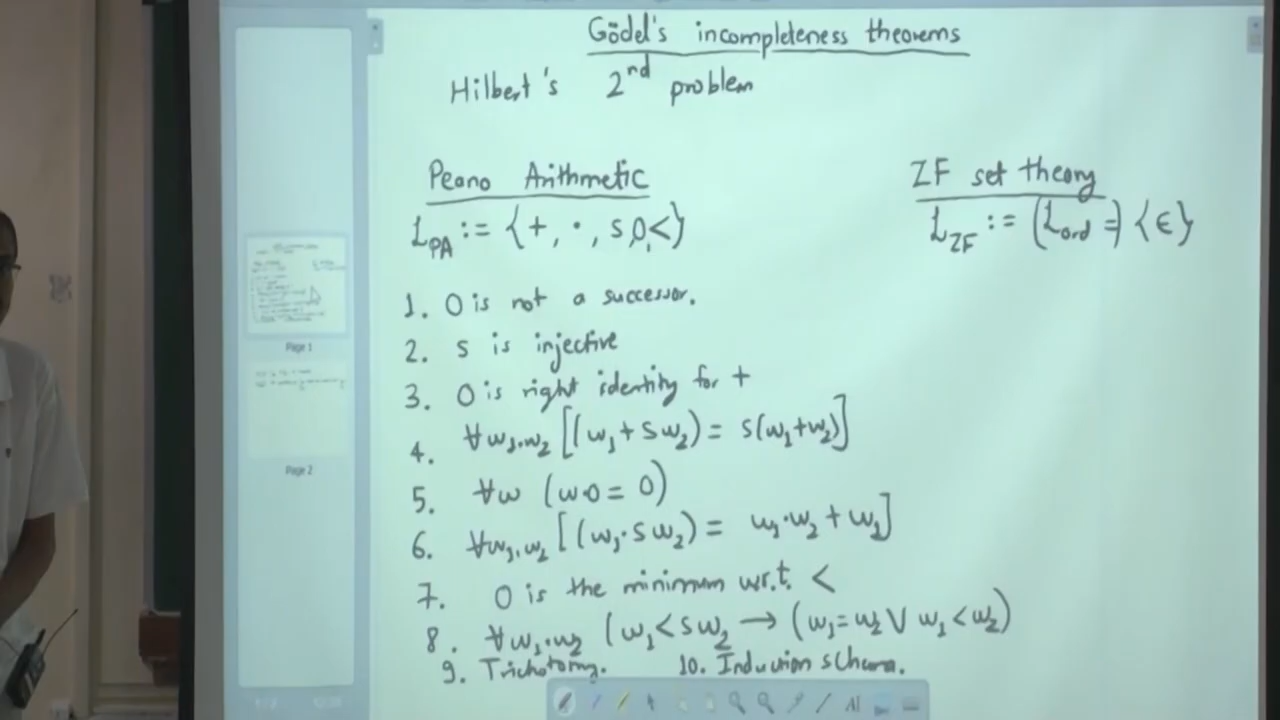 Gödel's incompleteness theorems
Hilbert's 2nd problem
Peano Arithmetic
L_PA := {+, ·, s, 0, <}
ZF set theory
L_ZF := (L_ord =) {∈}
1. 0 is not a successor.
2. s is injective
3. 0 is right identity for +
4. ∀w₁,w₂ [(w₁+sw₂) = s(w₁+w₂)]
5. ∀w (w·0 = 0)
6. ∀w₁,w₂ [(w₁·sw₂) = w₁·w₂ + w₁]
7. 0 is the minimum w.r.t. <
8. ∀w₁,w₂ (w₁<sw₂ → (w₁=w₂ ∨ w₁<w₂)
9. Trichotomy. 10. Induction schema.
Page 1
Page 2
AI